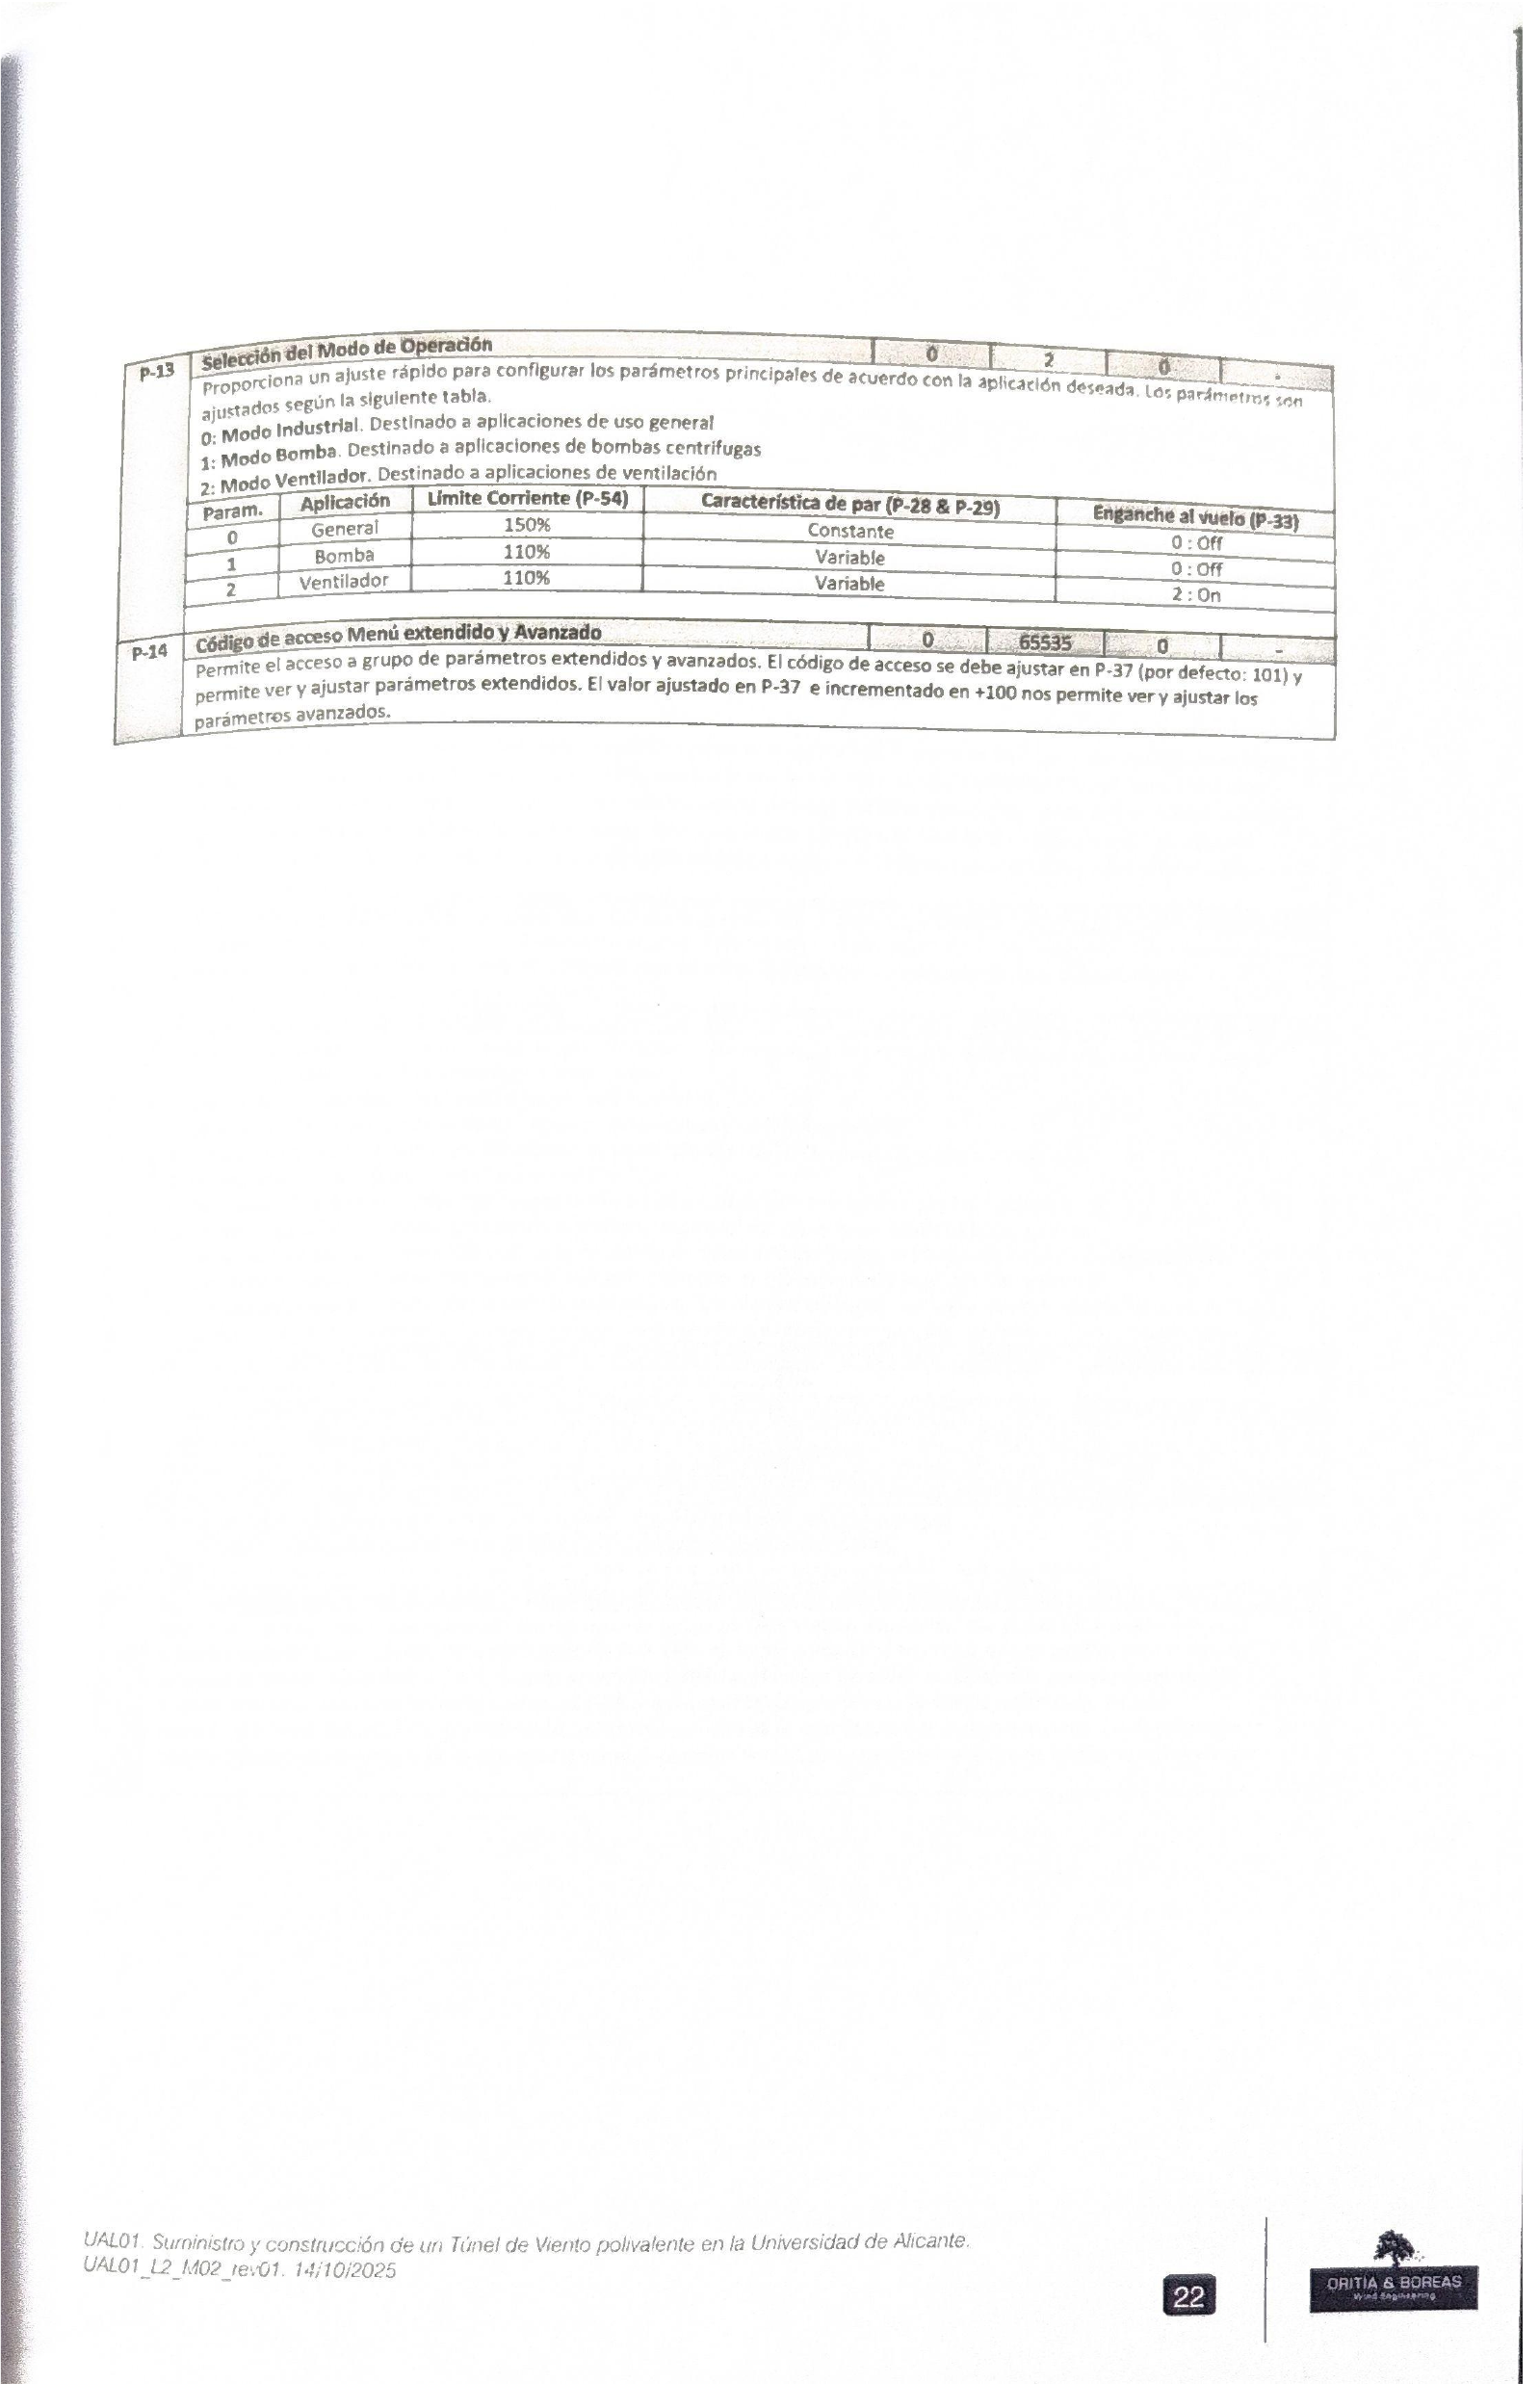 P-13 Selección del Modo de Operación 0 2 0 -
Proporciona un ajuste rápido para configurar los parámetros principales de acuerdo con la aplicación deseada. Los parámetros son
ajustados según la siguiente tabla.
0: Modo Industrial. Destinado a aplicaciones de uso general
1: Modo Bomba. Destinado a aplicaciones de bombas centrifugas
2: Modo Ventilador. Destinado a aplicaciones de ventilación
Param. Aplicación Límite Corriente (P-54) Característica de par (P-28 & P-29) Enganche al vuelo (P-33)
0 General 150% Constante 0 : Off
1 Bomba 110% Variable 0 : Off
2 Ventilador 110% Variable 2 : On
P-14 Código de acceso Menú extendido y Avanzado 0 65535 0 -
Permite el acceso a grupo de parámetros extendidos y avanzados. El código de acceso se debe ajustar en P-37 (por defecto: 101) y
permite ver y ajustar parámetros extendidos. El valor ajustado en P-37 e incrementado en +100 nos permite ver y ajustar los
parámetros avanzados.
UAL01. Suministro y construcción de un Túnel de Viento polivalente en la Universidad de Alicante.
UAL01_L2_M02_rev01. 14/10/2025
22
ORITIA & BOREAS
Wind Engineering